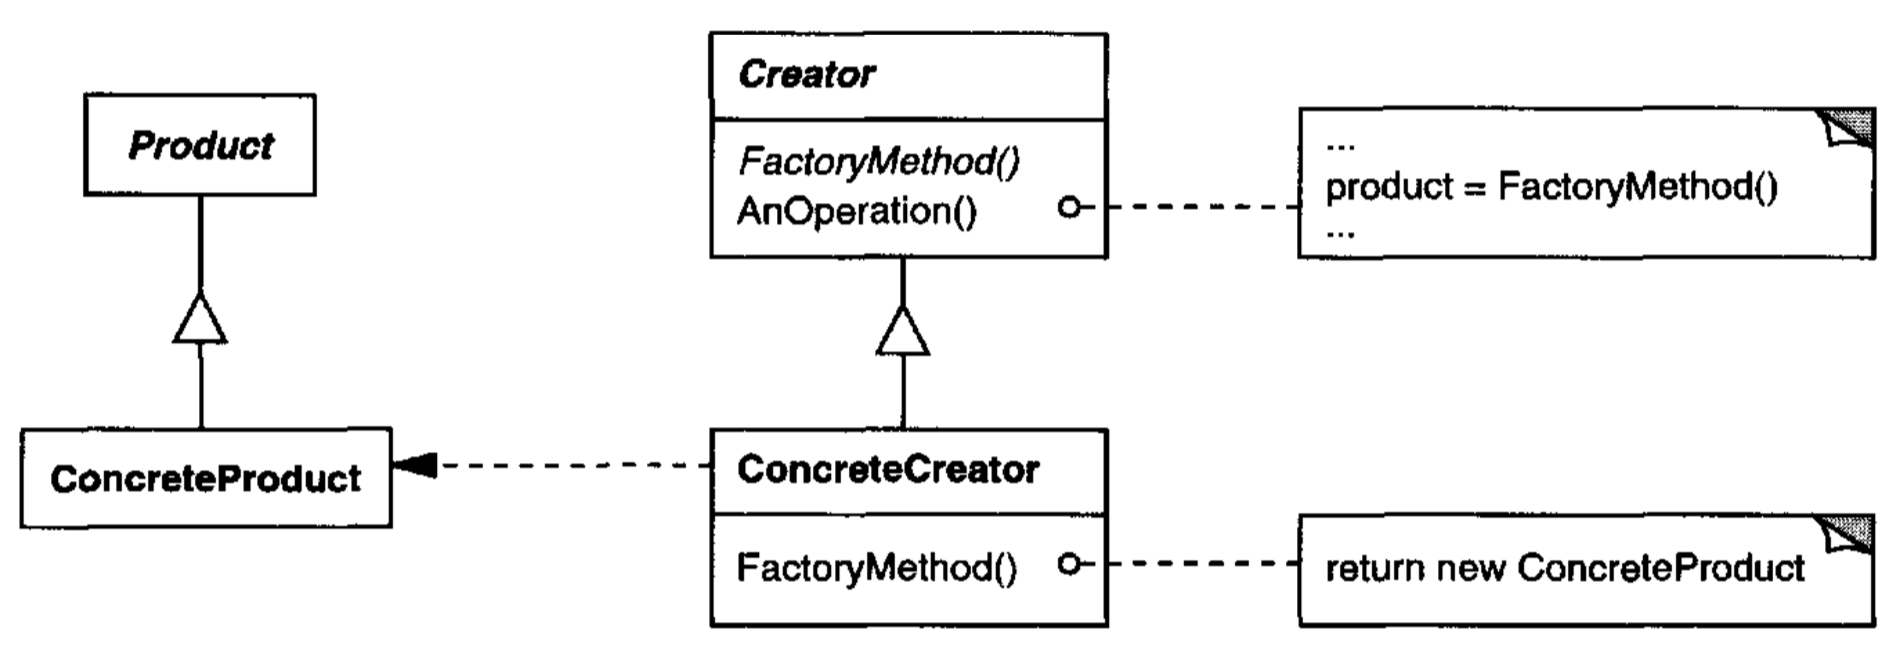 Product
ConcreteProduct
Creator
FactoryMethod()
AnOperation()
...
product = FactoryMethod()
...
ConcreteCreator
FactoryMethod()
return new ConcreteProduct